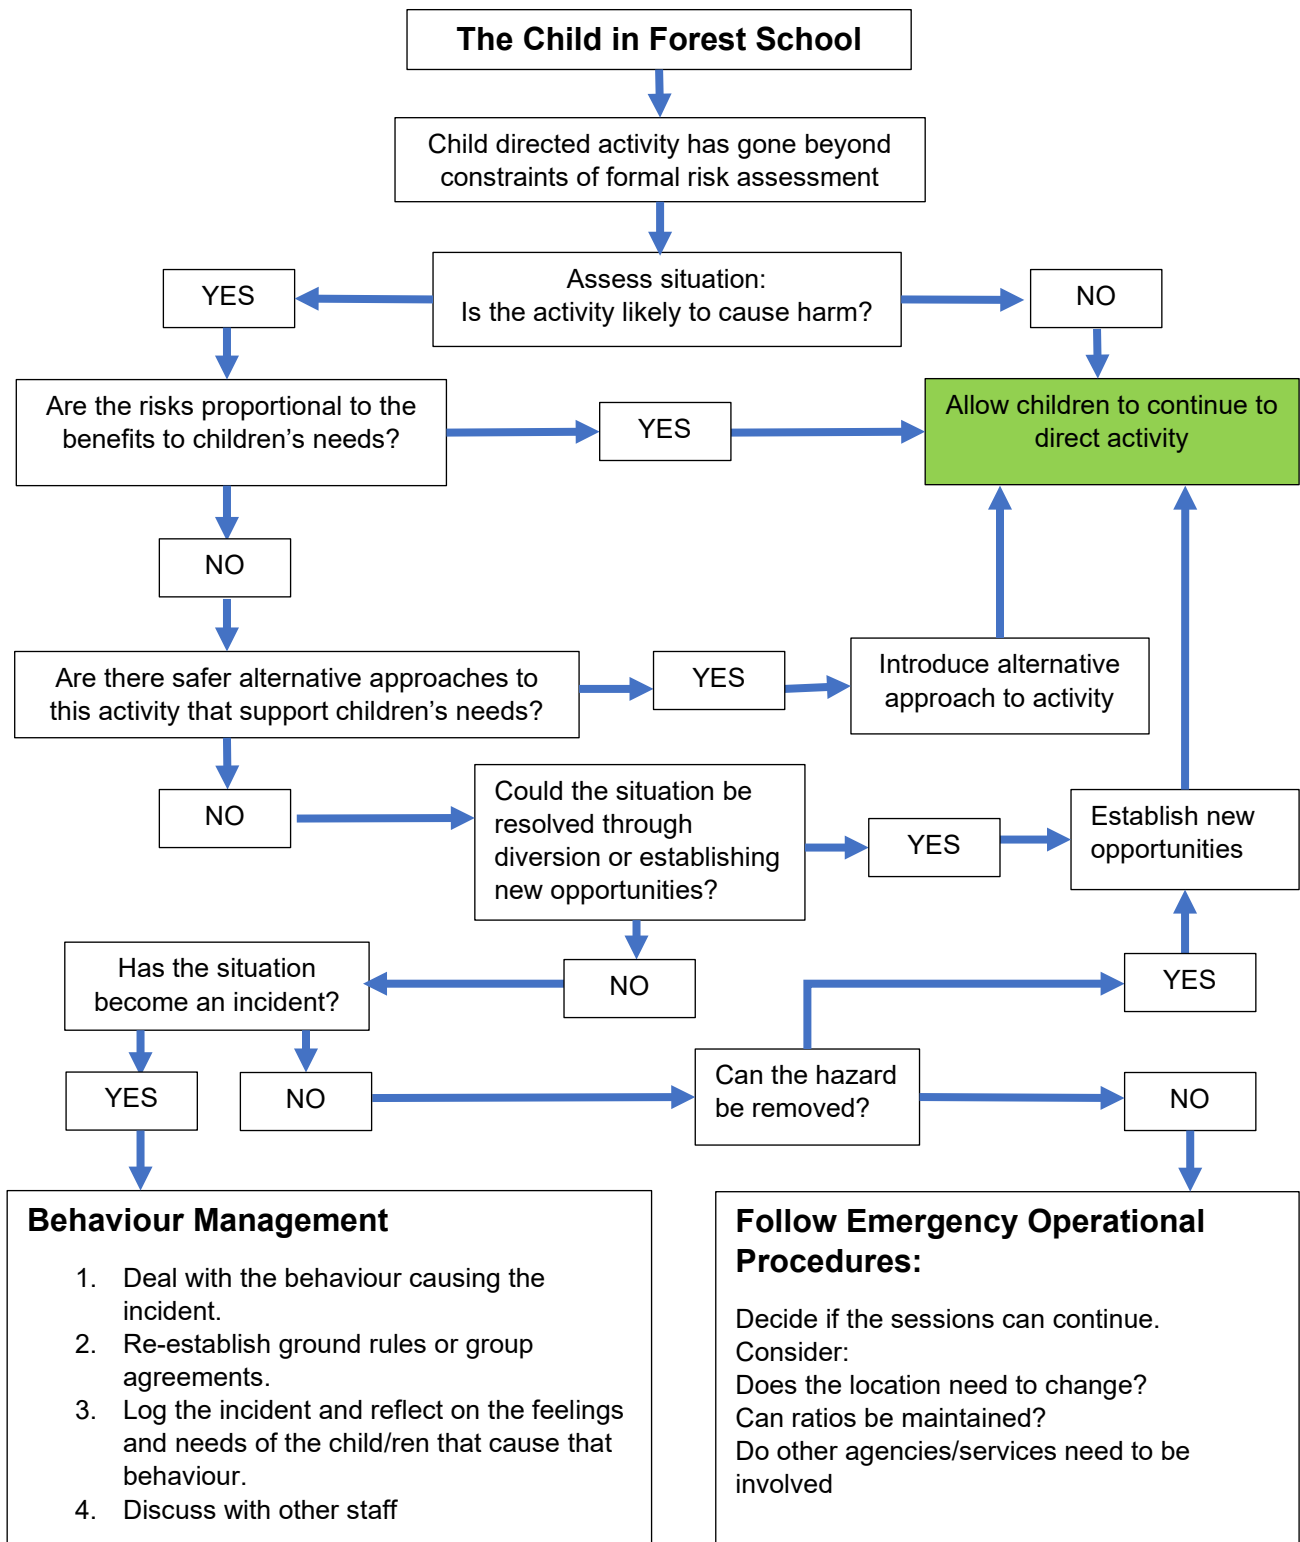 The Child in Forest School
Child directed activity has gone beyond
constraints of formal risk assessment
Assess situation:
Is the activity likely to cause harm?
YES
NO
Are the risks proportional to the
benefits to children’s needs?
YES
Allow children to continue to
direct activity
NO
Are there safer alternative approaches to
this activity that support children’s needs?
YES
Introduce alternative
approach to activity
NO
Could the situation be
resolved through
diversion or establishing
new opportunities?
YES
Establish new
opportunities
Has the situation
become an incident?
NO
YES
YES
NO
Can the hazard
be removed?
NO
Behaviour Management
1. Deal with the behaviour causing the
incident.
2. Re-establish ground rules or group
agreements.
3. Log the incident and reflect on the feelings
and needs of the child/ren that cause that
behaviour.
4. Discuss with other staff
Follow Emergency Operational
Procedures:
Decide if the sessions can continue.
Consider:
Does the location need to change?
Can ratios be maintained?
Do other agencies/services need to be
involved